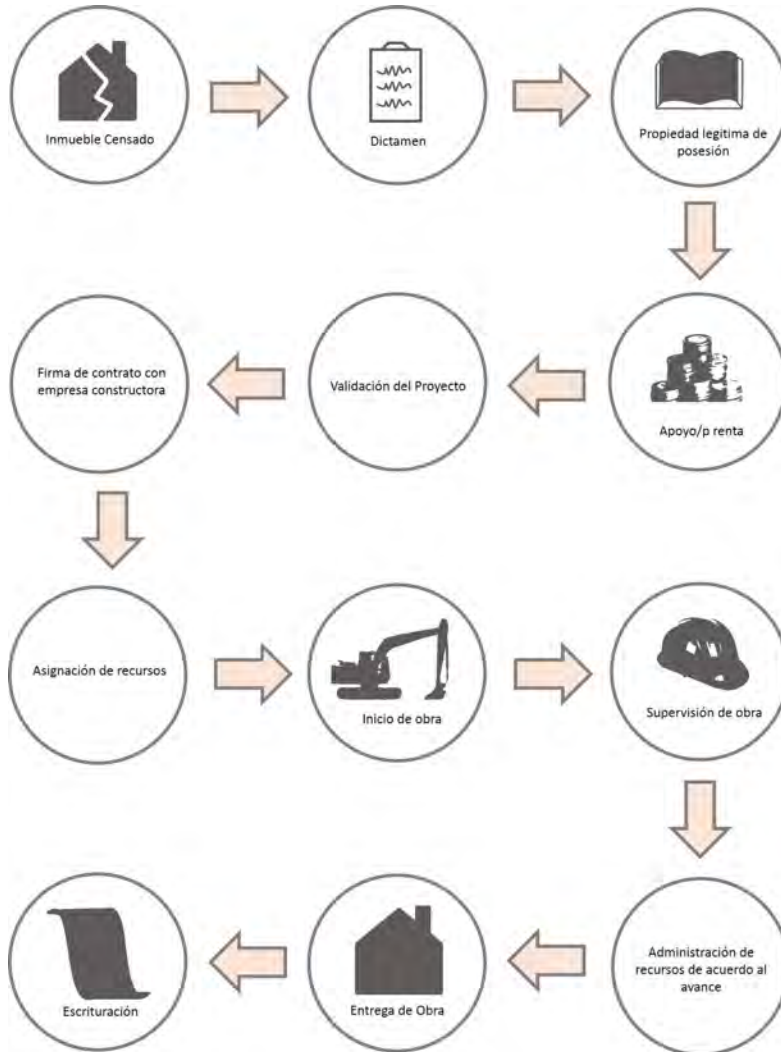 Inmueble Censado
Dictamen
Propiedad legitima de
posesión
Apoyo/p renta
Validación del Proyecto
Firma de contrato con
empresa constructora
Asignación de recursos
Inicio de obra
Supervisión de obra
Administración de
recursos de acuerdo al
avance
Entrega de Obra
Escrituración